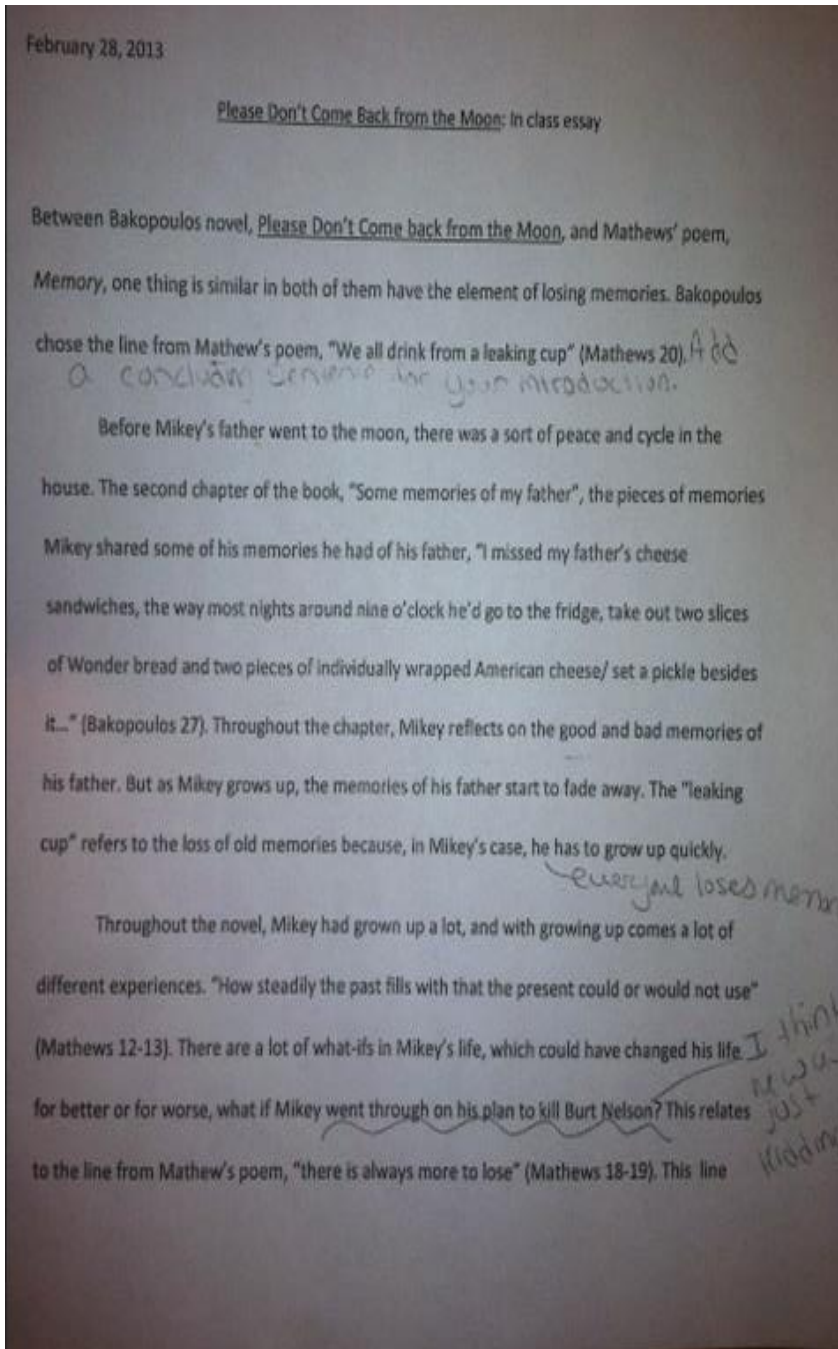 February 28, 2013
Please Don't Come Back from the Moon: In class essay
Between Bakopoulos novel, Please Don't Come back from the Moon, and Mathews' poem,
Memory, one thing is similar in both of them have the element of losing memories. Bakopoulos
chose the line from Mathew's poem, "We all drink from a leaking cup" (Mathews 20). Add
a for your introduction.
Before Mikey's father went to the moon, there was a sort of peace and cycle in the
house. The second chapter of the book, "Some memories of my father", the pieces of memories
Mikey shared some of his memories he had of his father, "I missed my father's cheese
sandwiches, the way most nights around nine o'clock he'd go to the fridge, take out two slices
of Wonder bread and two pieces of individually wrapped American cheese/ set a pickle besides
it..." (Bakopoulos 27). Throughout the chapter, Mikey reflects on the good and bad memories of
his father. But as Mikey grows up, the memories of his father start to fade away. The "leaking
cup" refers to the loss of old memories because, in Mikey's case, he has to grow up quickly.
everyone loses
Throughout the novel, Mikey had grown up a lot, and with growing up comes a lot of
different experiences. "How steadily the past fills with that the present could or would not use"
(Mathews 12-13). There are a lot of what-ifs in Mikey's life, which could have changed his life
for better or for worse, what if Mikey went through on his plan to kill Burt Nelson? This relates
to the line from Mathew's poem, "there is always more to lose" (Mathews 18-19). This line
I think
just